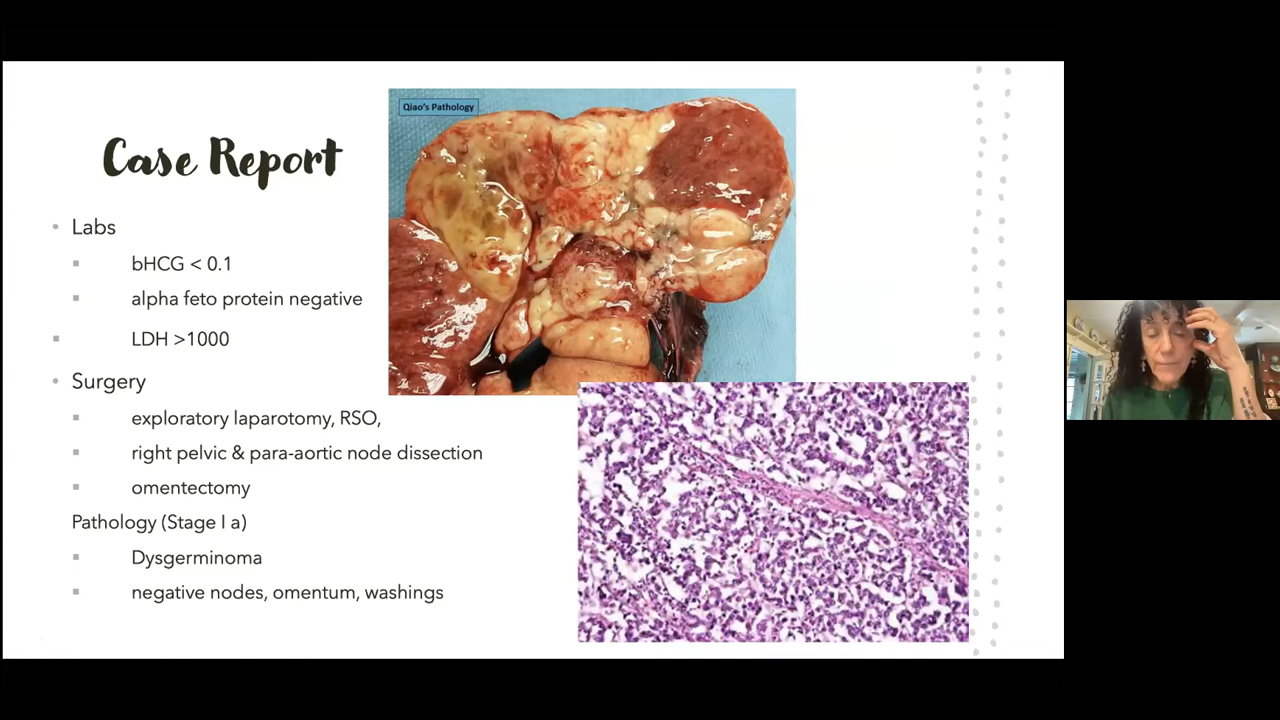 Qiao's Pathology
Case Report
Labs
bHCG < 0.1
alpha feto protein negative
LDH >1000
Surgery
exploratory laparotomy, RSO,
right pelvic & para-aortic node dissection
omentectomy
Pathology (Stage I a)
Dysgerminoma
negative nodes, omentum, washings